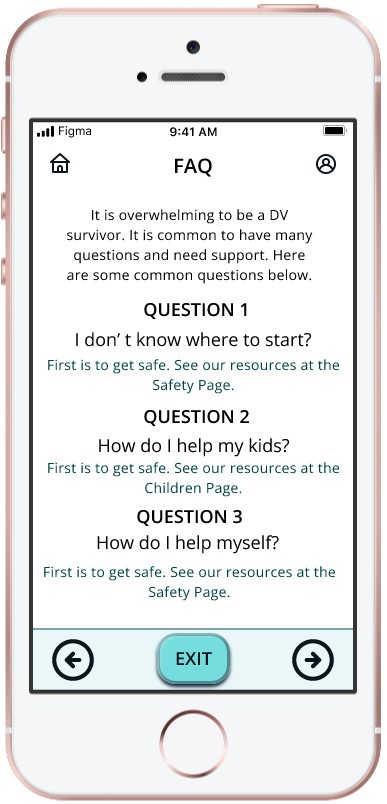 Figma 9:41 AM
FAQ
It is overwhelming to be a DV
survivor. It is common to have many
questions and need support. Here
are some common questions below.
QUESTION 1
I don’ t know where to start?
First is to get safe. See our resources at the
Safety Page.
QUESTION 2
How do I help my kids?
First is to get safe. See our resources at the
Children Page.
QUESTION 3
How do I help myself?
First is to get safe. See our resources at the
Safety Page.
EXIT